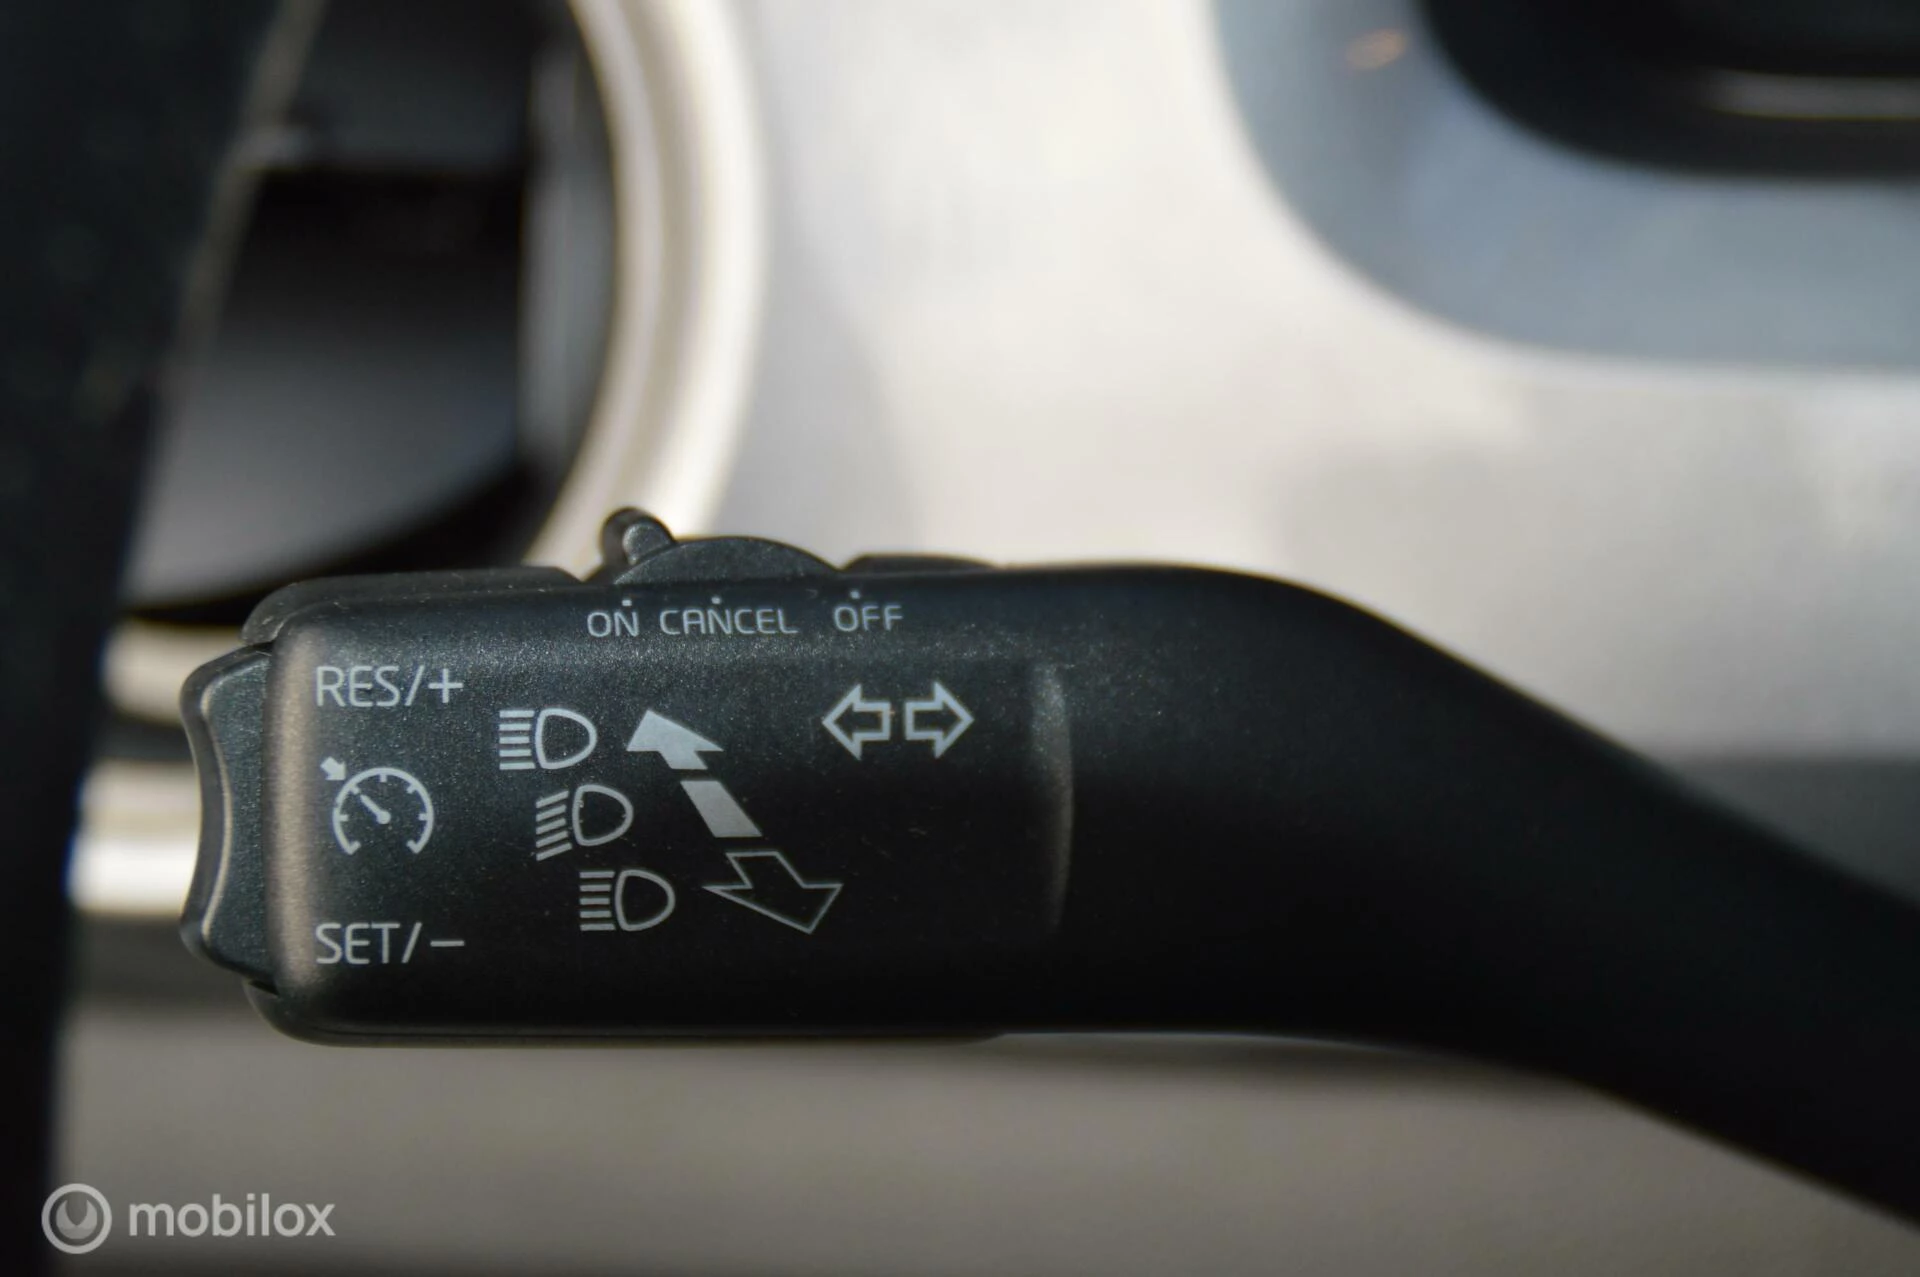 ON CANCEL OFF
RES/+
SET/−
mobilox